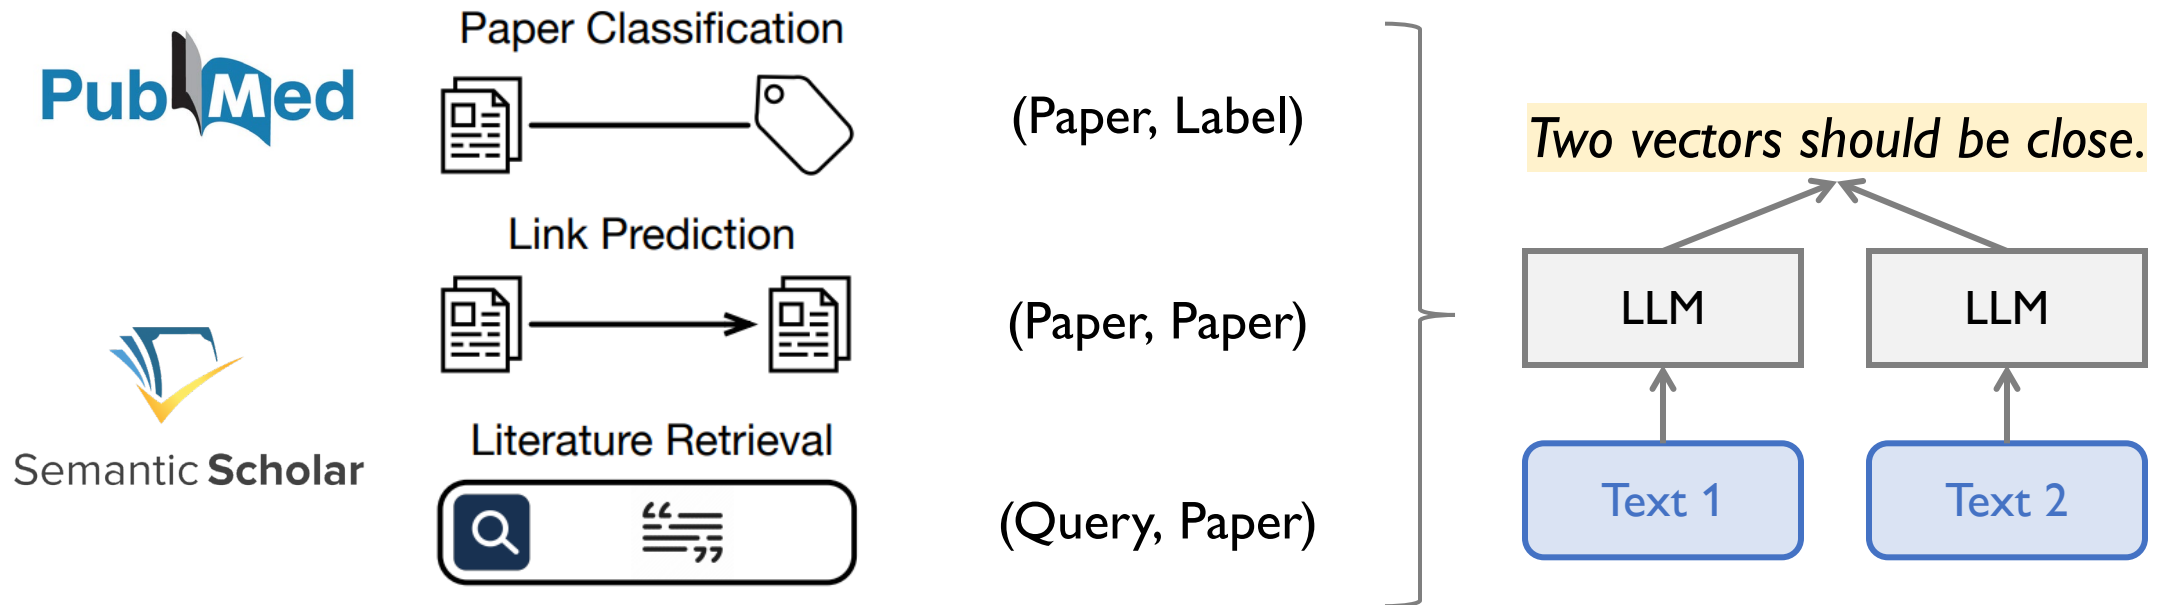 PubMed
Semantic Scholar
Paper Classification
Link Prediction
Literature Retrieval
(Paper, Label)
(Paper, Paper)
(Query, Paper)
Two vectors should be close.
LLM
LLM
Text 1
Text 2